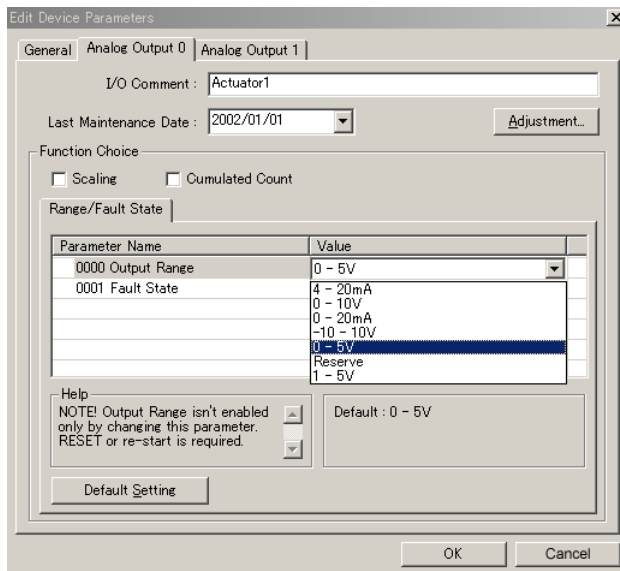 Edit Device Parameters
General
Analog Output 0
Analog Output 1
I/O Comment : Actuator1
Last Maintenance Date : 2002/01/01
Adjustment...
Function Choice
Scaling
Cumulated Count
Range/Fault State
Parameter Name Value
0000 Output Range 0 - 5V
0001 Fault State
4 - 20mA
0 - 10V
0 - 20mA
-10 - 10V
0 - 5V
Reserve
1 - 5V
Help
NOTE! Output Range isn't enabled
only by changing this parameter.
RESET or re-start is required.
Default : 0 - 5V
Default Setting
OK
Cancel